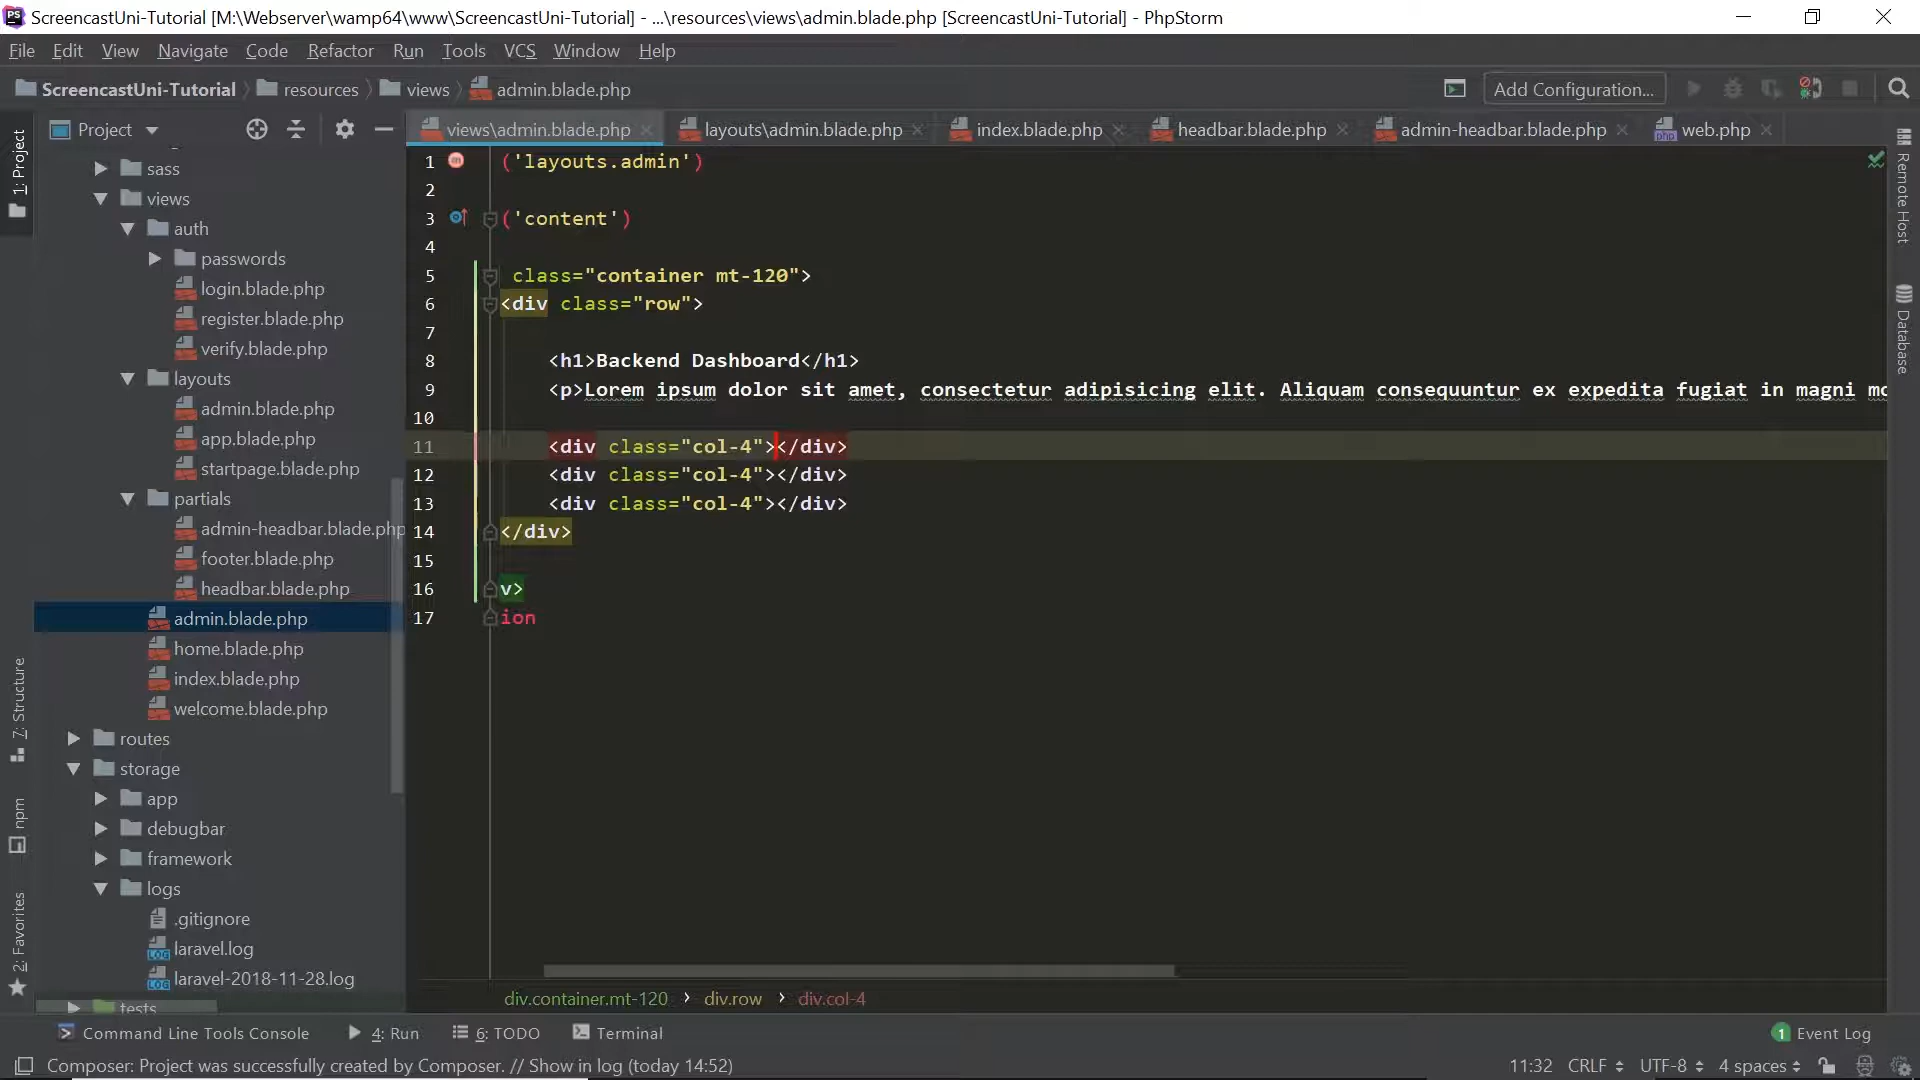 ScreencastUni-Tutorial [M:\Webserver\wamp64\www\ScreencastUni-Tutorial] - ...\resources\views\admin.blade.php [ScreencastUni-Tutorial] - PhpStorm
File Edit View Navigate Code Refactor Run Tools VCS Window Help
ScreencastUni-Tutorial resources views admin.blade.php Add Configuration...
Project
views\admin.blade.php layouts\admin.blade.php index.blade.php headbar.blade.php admin-headbar.blade.php web.php
1: Project
7: Structure
npm
2: Favorites
sass
views
auth
passwords
login.blade.php
register.blade.php
verify.blade.php
layouts
admin.blade.php
app.blade.php
startpage.blade.php
partials
admin-headbar.blade.php
footer.blade.php
headbar.blade.php
admin.blade.php
home.blade.php
index.blade.php
welcome.blade.php
routes
storage
app
debugbar
framework
logs
.gitignore
laravel.log
laravel-2018-11-28.log
tests
1 ('layouts.admin')
2
3 ('content')
4
5 class="container mt-120">
6 <div class="row">
7
8 <h1>Backend Dashboard</h1>
9 <p>Lorem ipsum dolor sit amet, consectetur adipisicing elit. Aliquam consequuntur ex expedita fugiat in magni mo
10
11 <div class="col-4"></div>
12 <div class="col-4"></div>
13 <div class="col-4"></div>
14 </div>
15
16 v>
17 ion
div.container.mt-120 › div.row › div.col-4
Remote Host
Database
Command Line Tools Console 4: Run 6: TODO Terminal 1 Event Log
Composer: Project was successfully created by Composer. // Show in log (today 14:52) 11:32 CRLF UTF-8 4 spaces